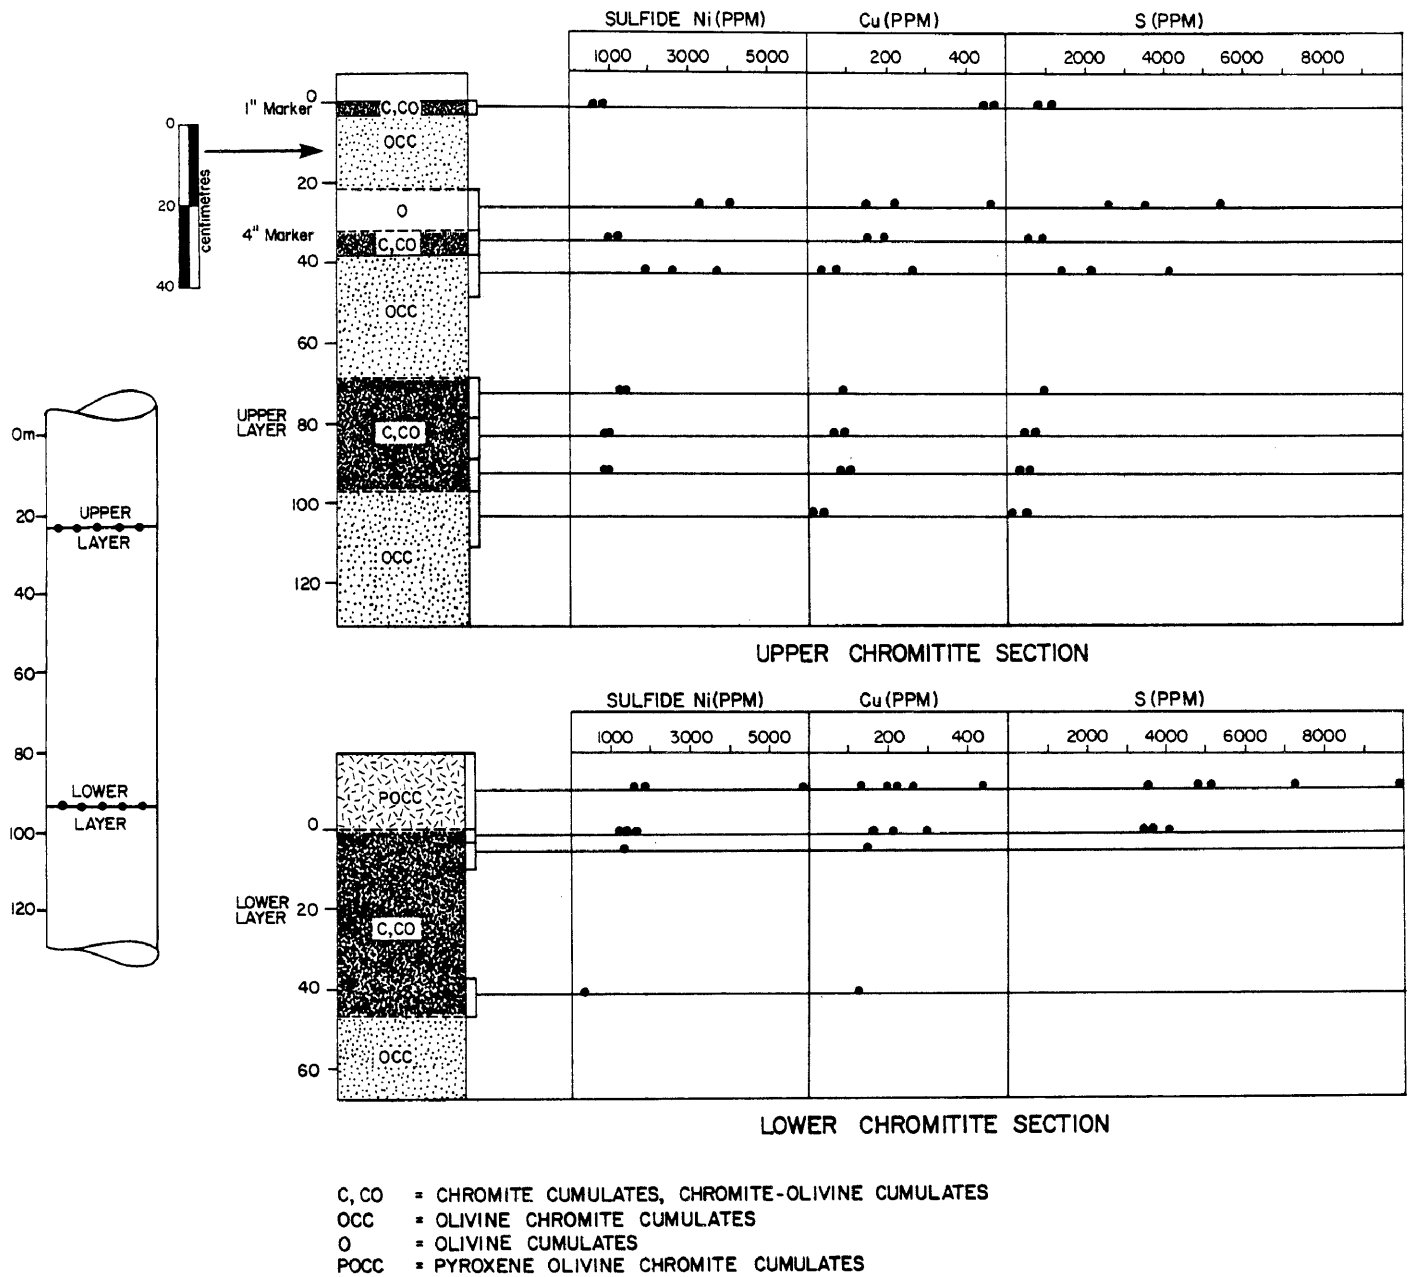 SULFIDE Ni(PPM) Cu(PPM) S(PPM)
1000 3000 5000 200 400 2000 4000 6000 8000
0
1" Marker
C,CO
OCC
0
20
40
centimetres
20
O
4" Marker
C,CO
40
OCC
60
UPPER
LAYER
80
C,CO
100
OCC
120
UPPER CHROMITITE SECTION
0m
20
UPPER
LAYER
40
60
80
LOWER
LAYER
100
120
SULFIDE Ni(PPM) Cu(PPM) S(PPM)
1000 3000 5000 200 400 2000 4000 6000 8000
POCC
0
LOWER
LAYER
20
C,CO
40
OCC
60
LOWER CHROMITITE SECTION
C, CO = CHROMITE CUMULATES, CHROMITE-OLIVINE CUMULATES
OCC = OLIVINE CHROMITE CUMULATES
O = OLIVINE CUMULATES
POCC = PYROXENE OLIVINE CHROMITE CUMULATES